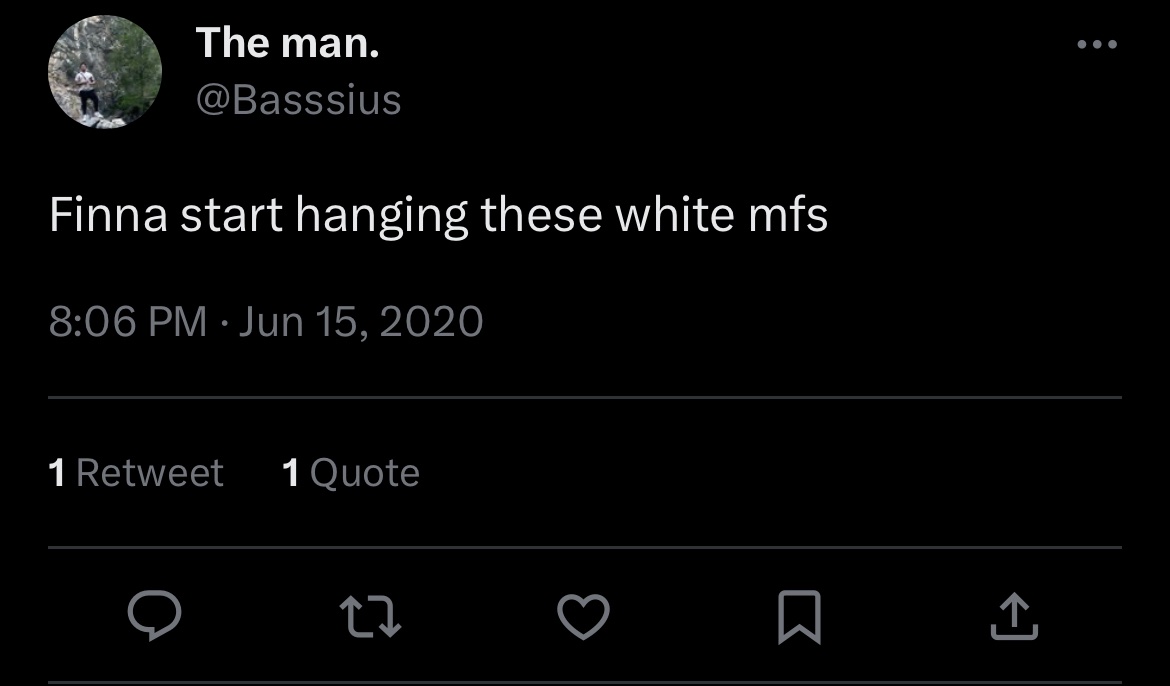 The man.
@Basssius
Finna start hanging these white mfs
8:06 PM · Jun 15, 2020
1 Retweet 1 Quote